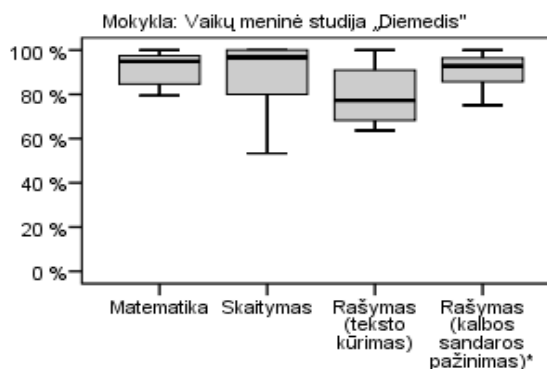 Mokykla: Vaikų meninė studija „Diemedis"
100 %
80 %
60 %
40 %
20 %
0 %
Matematika
Skaitymas
Rašymas
(teksto
kūrimas)
Rašymas
(kalbos
sandaros
pažinimas)*